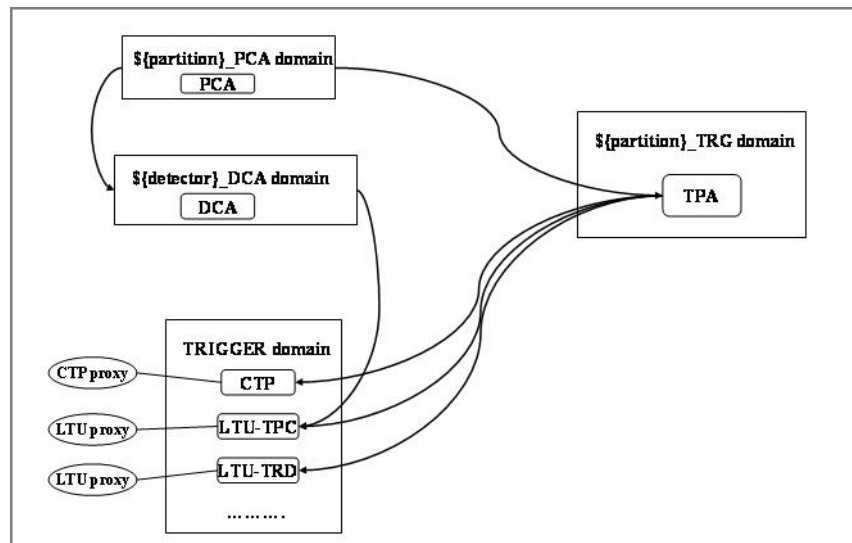 ${partition}_PCA domain
PCA
${partition}_TRG domain
TPA
${detector}_DCA domain
DCA
TRIGGER domain
CTP proxy
CTP
LTU proxy
LTU-TPC
LTU proxy
LTU-TRD
..........